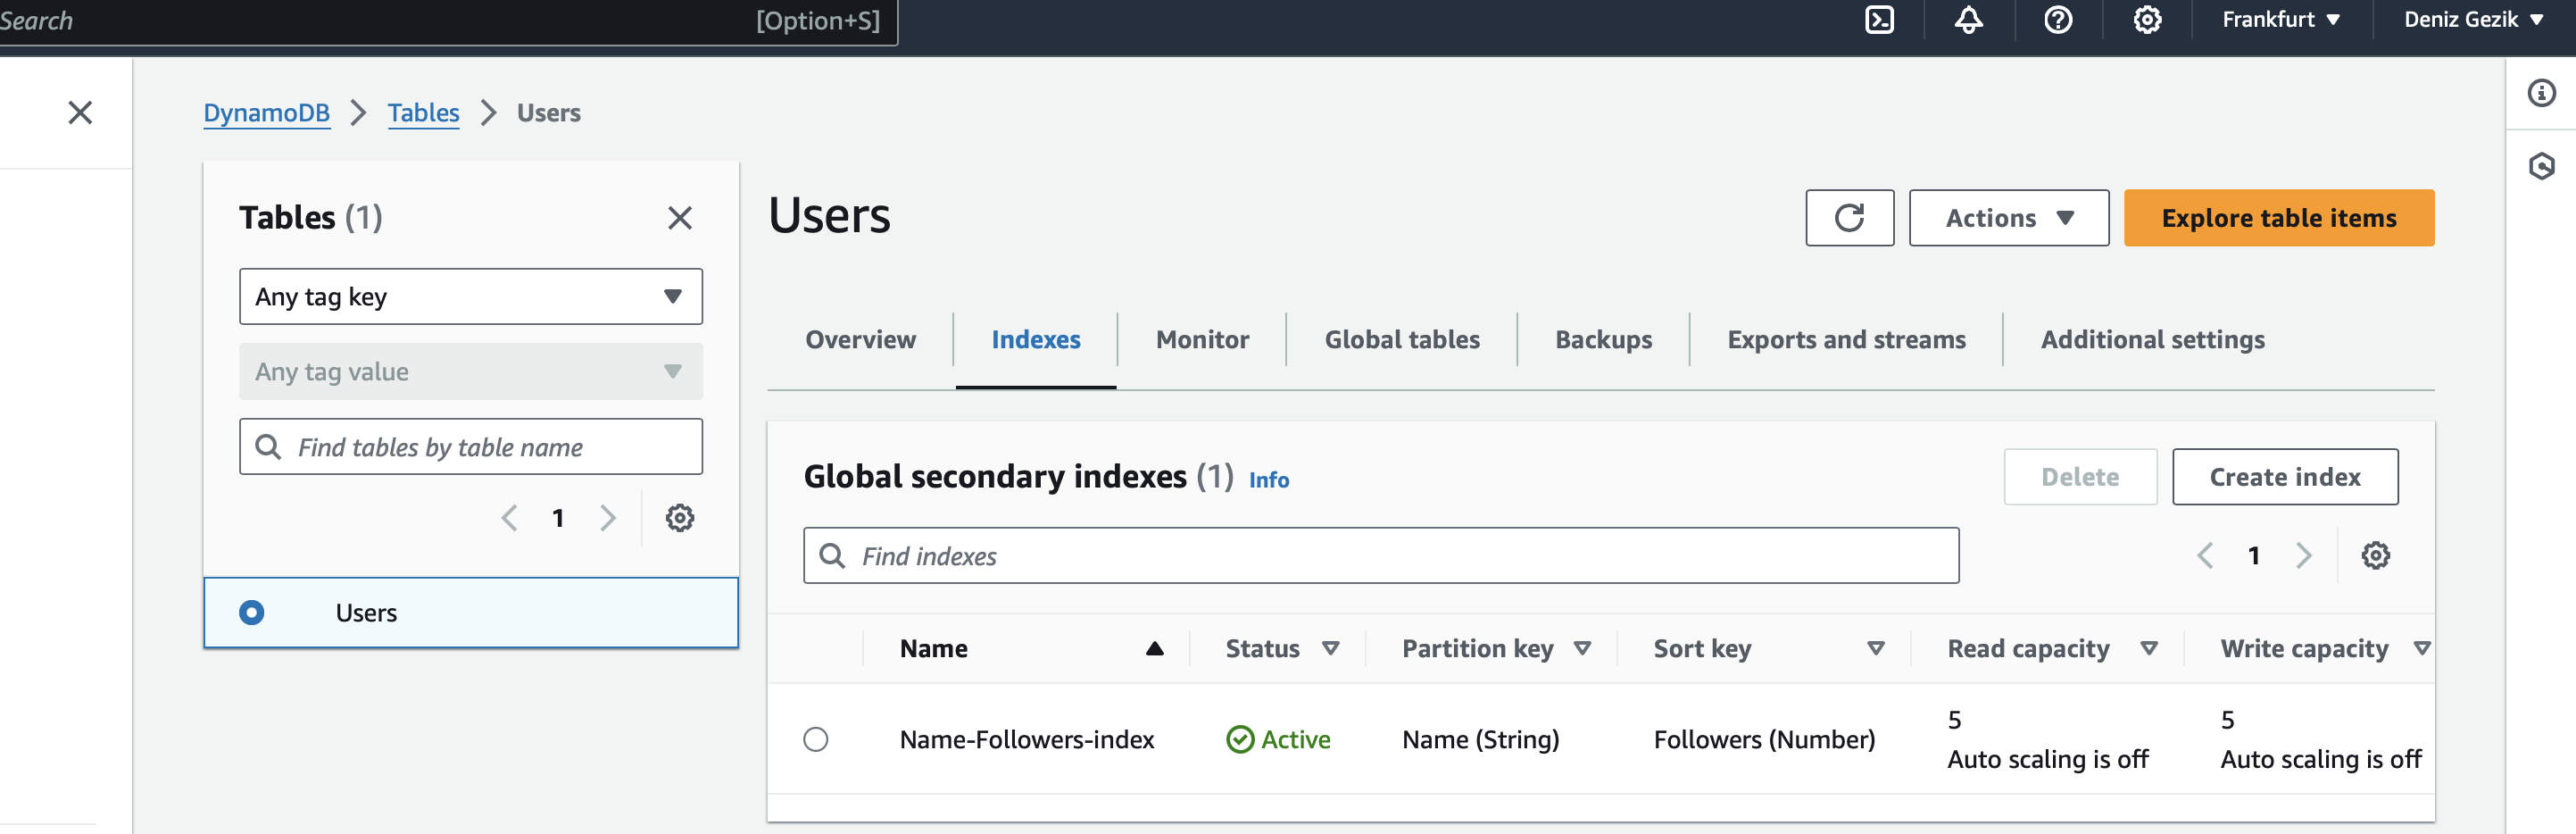 Search [Option+S] Frankfurt Deniz Gezik
DynamoDB Tables Users
Tables (1)
Any tag key
Any tag value
Find tables by table name
1
Users
Users
Actions Explore table items
Overview Indexes Monitor Global tables Backups Exports and streams Additional settings
Global secondary indexes (1) Info Delete Create index
Find indexes 1
Name Status Partition key Sort key Read capacity Write capacity
Name-Followers-index Active Name (String) Followers (Number) 5 5
Auto scaling is off Auto scaling is off